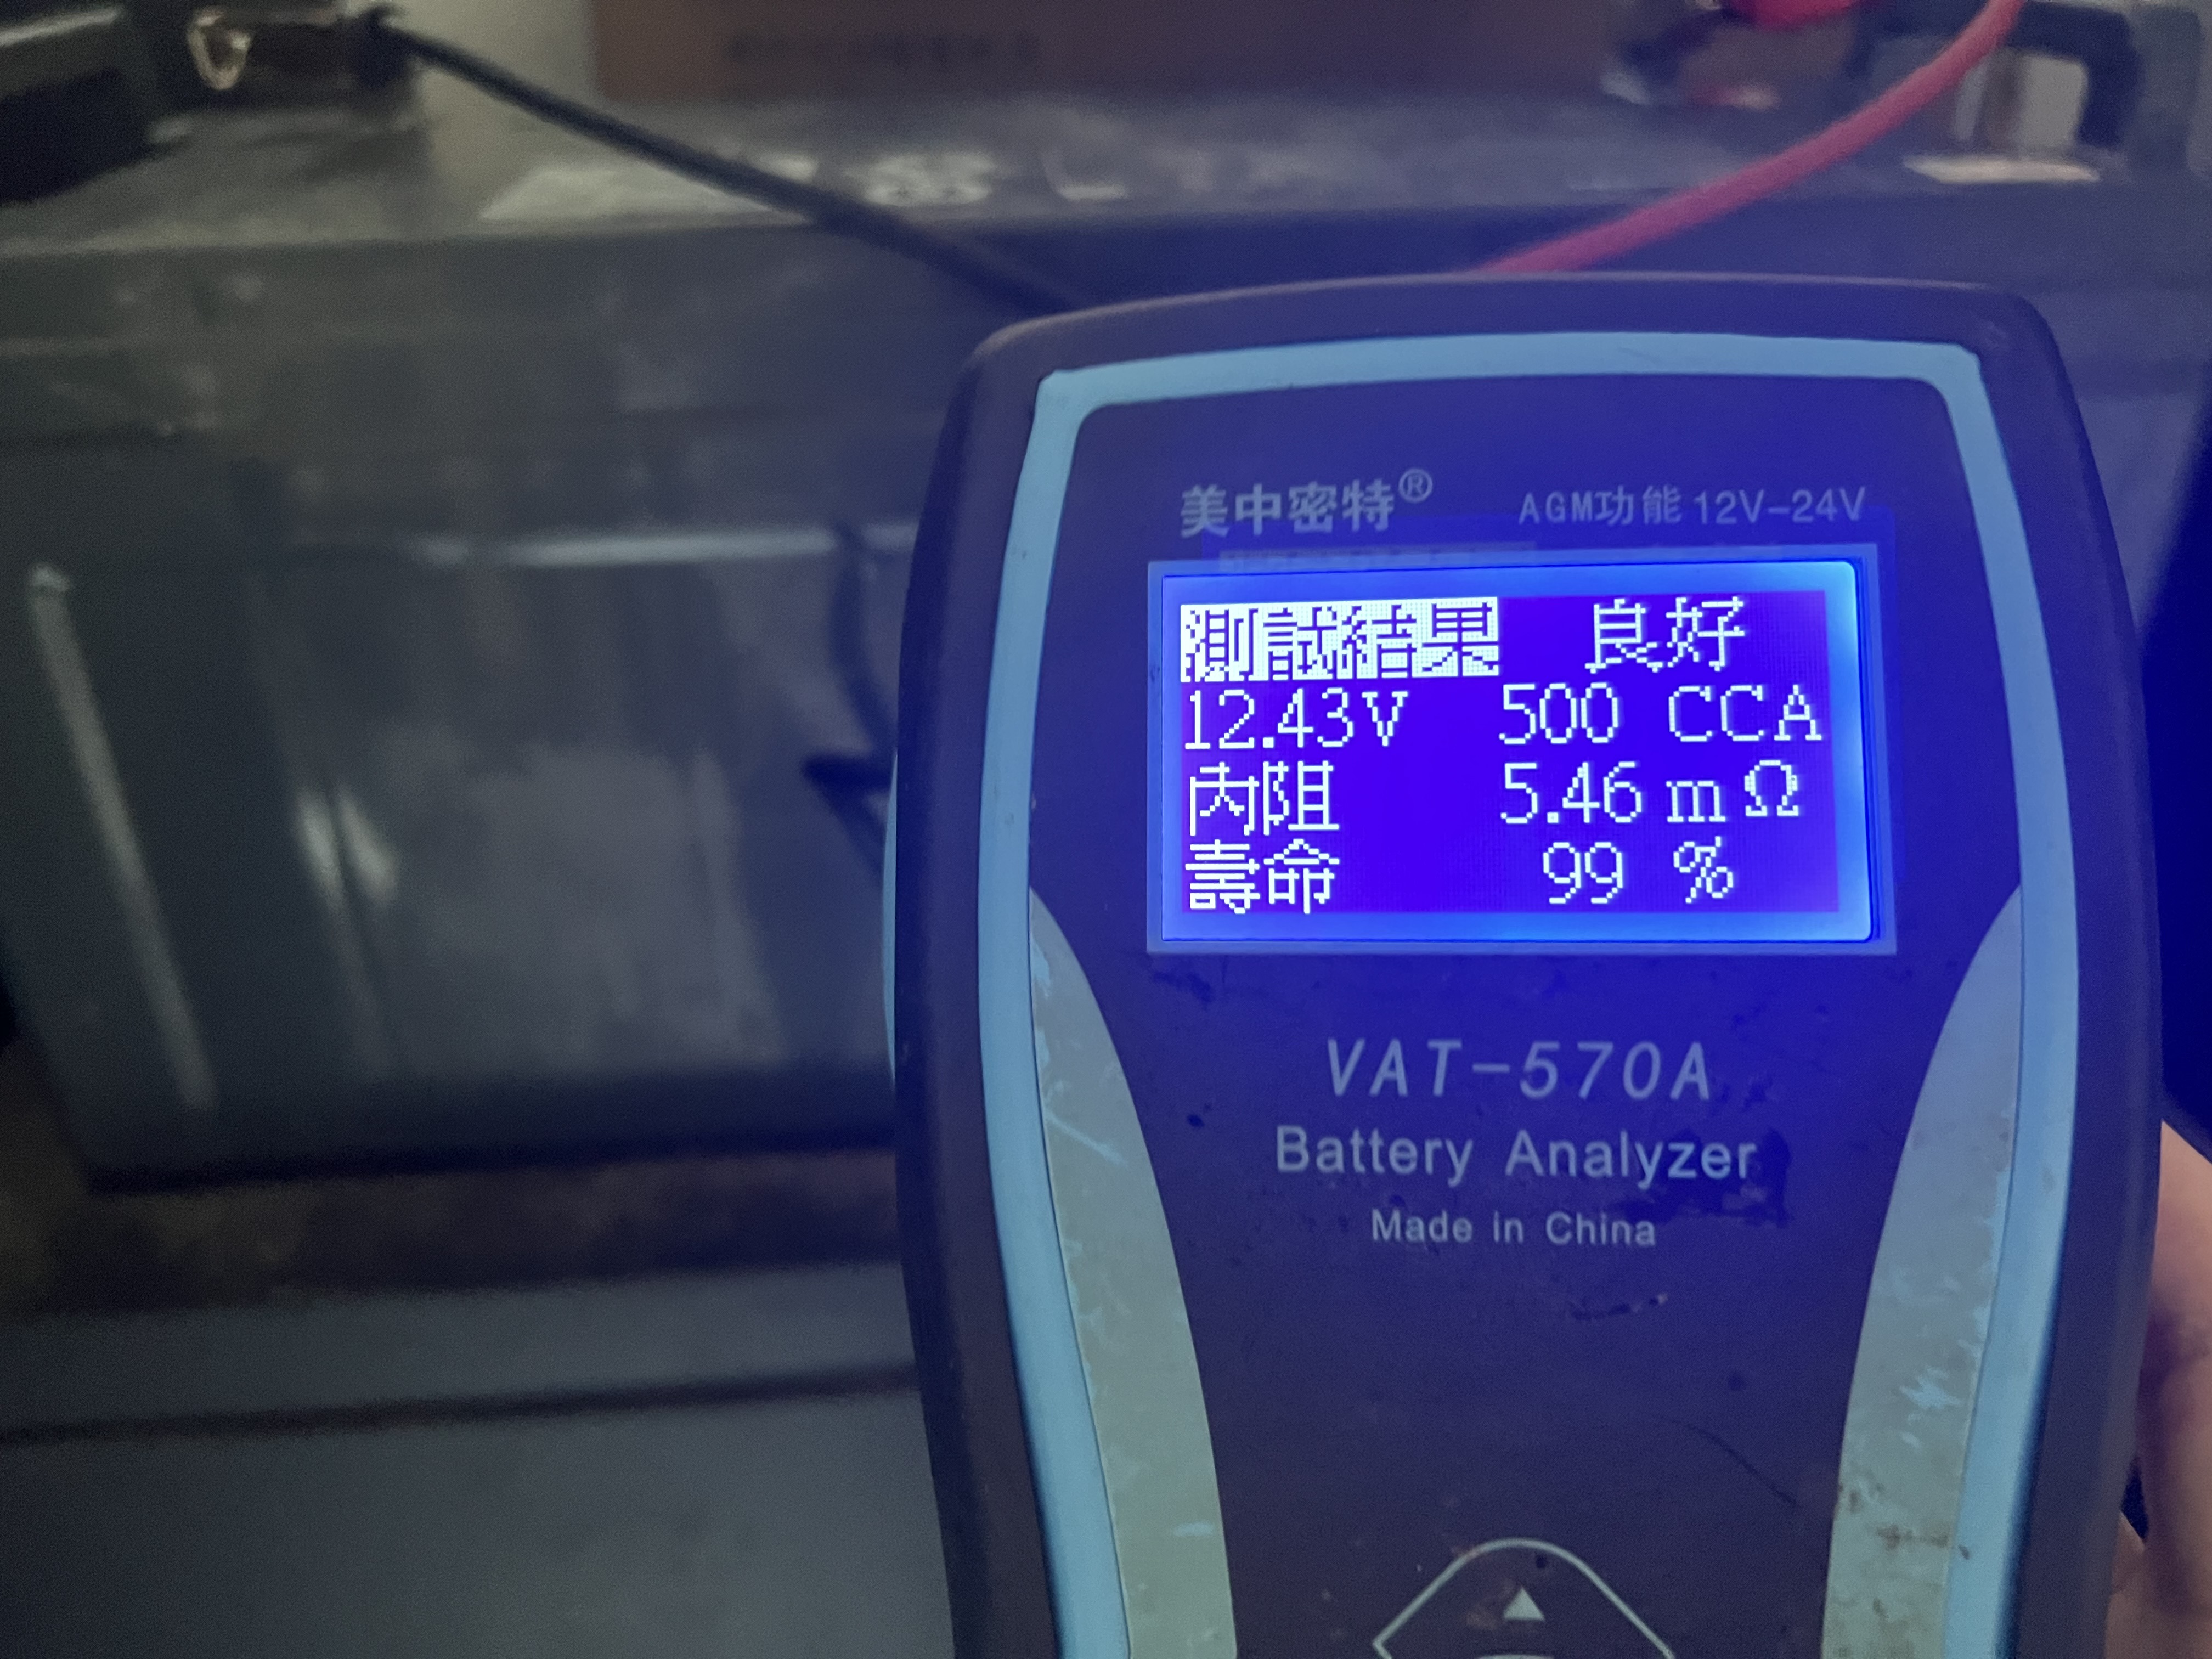 美中密特® AGM功能 12V-24V
測試結果 良好
12.43V 500 CCA
內阻 5.46 mΩ
壽命 99 %
VAT-570A
Battery Analyzer
Made in China